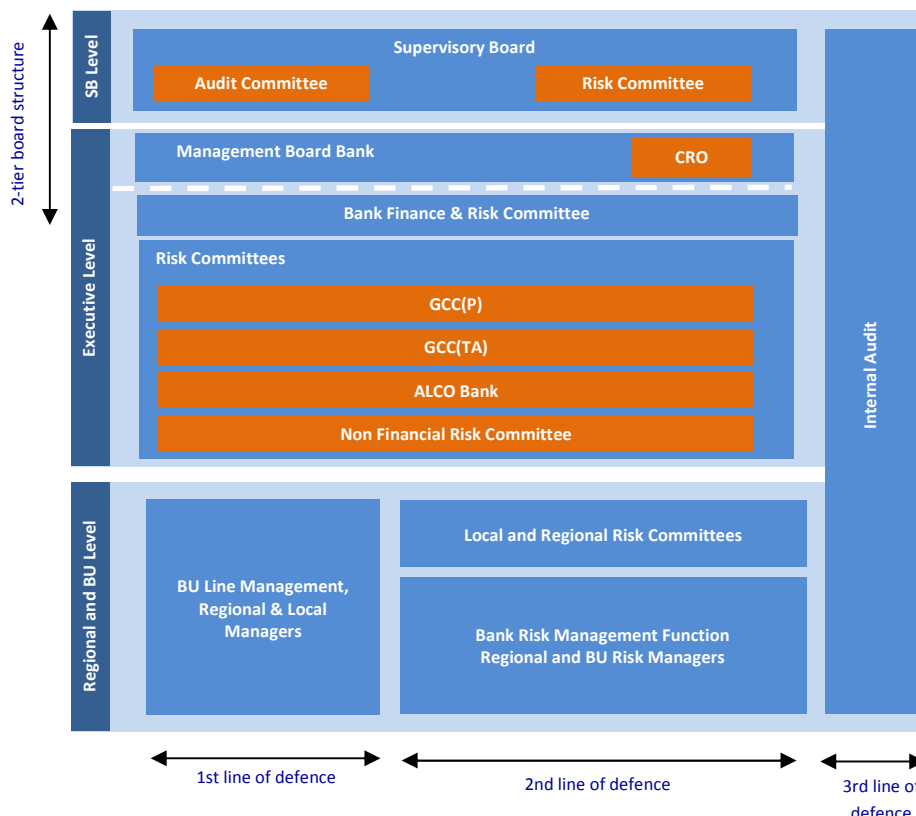 2-tier board structure
SB Level
Supervisory Board
Audit Committee
Risk Committee
Executive Level
Management Board Bank
CRO
Bank Finance & Risk Committee
Risk Committees
GCC(P)
GCC(TA)
ALCO Bank
Non Financial Risk Committee
Internal Audit
Regional and BU Level
BU Line Management,
Regional & Local
Managers
Local and Regional Risk Committees
Bank Risk Management Function
Regional and BU Risk Managers
1st line of defence
2nd line of defence
3rd line of
defence